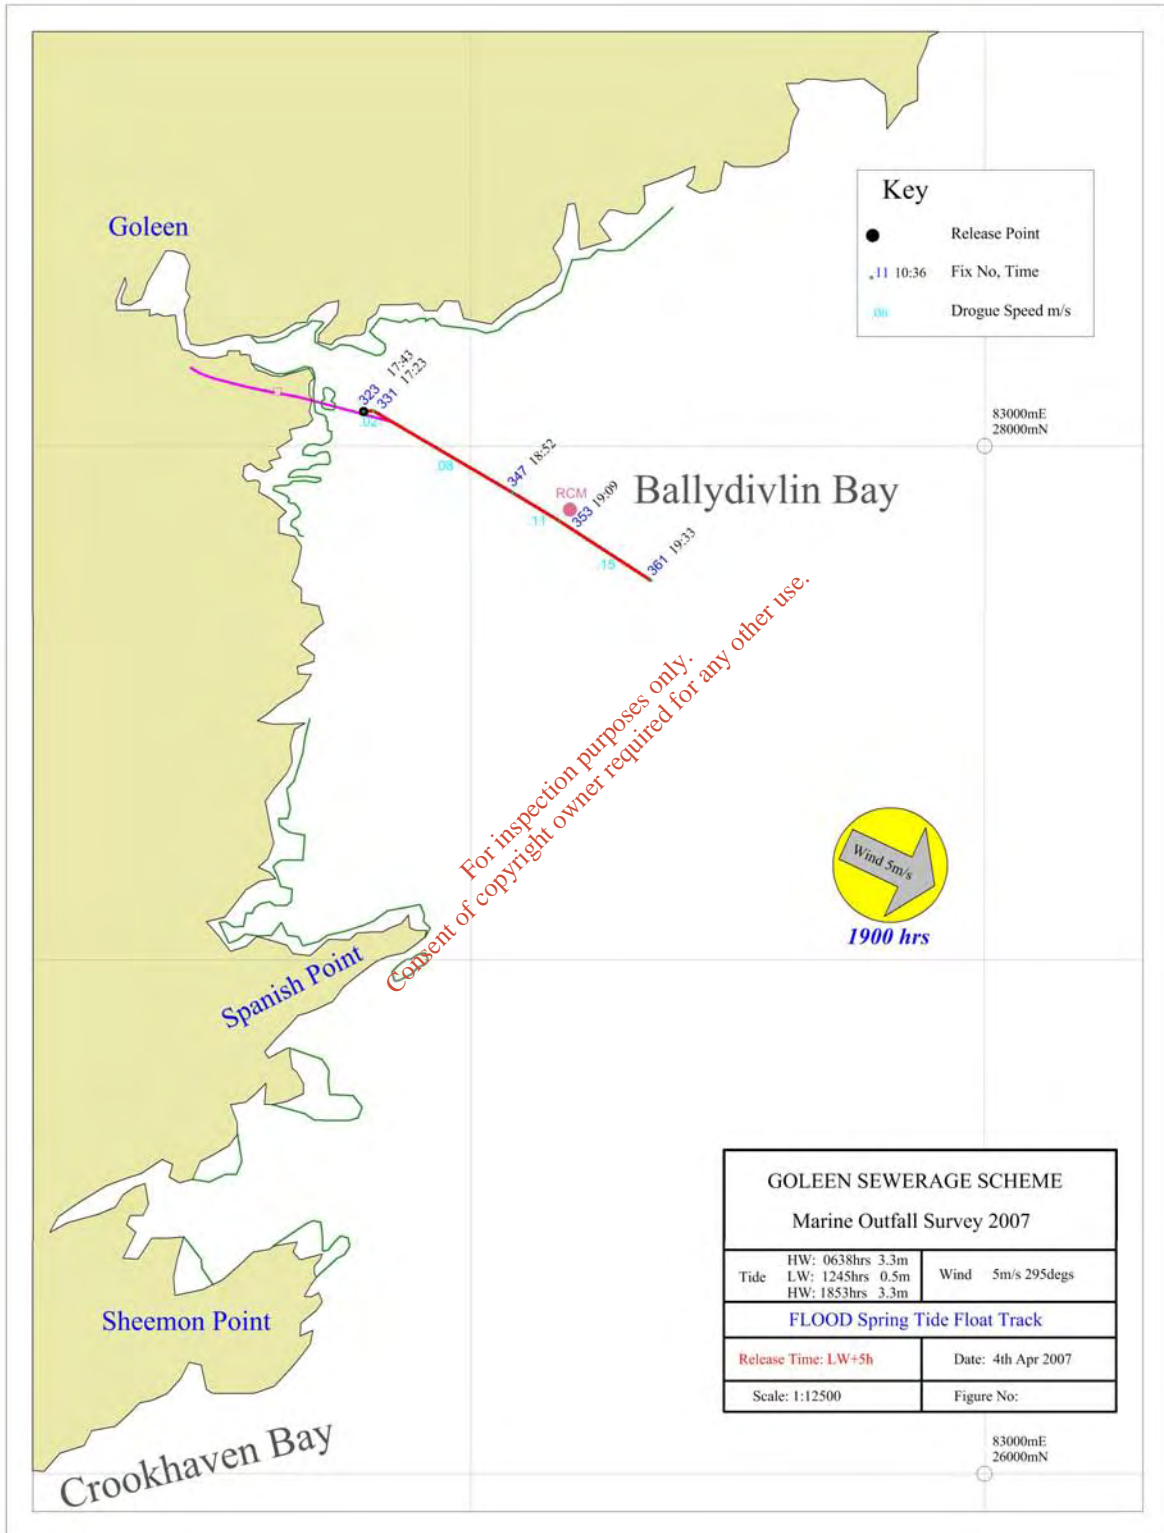 Key
Release Point
.11 10:36 Fix No, Time
.08 Drogue Speed m/s
Goleen
323 17:43
331 17:23
.02
83000mE
28000mN
.08
347 18:52
RCM
Ballydivlin Bay
353 19:09
.11
361 19:33
.15
For inspection purposes only.
Consent of copyright owner required for any other use.
Wind 5m/s
1900 hrs
Spanish Point
Sheemon Point
Crookhaven Bay
GOLEEN SEWERAGE SCHEME
Marine Outfall Survey 2007
Tide
HW: 0638hrs 3.3m
LW: 1245hrs 0.5m
HW: 1853hrs 3.3m
Wind 5m/s 295degs
FLOOD Spring Tide Float Track
Release Time: LW+5h
Date: 4th Apr 2007
Scale: 1:12500
Figure No:
83000mE
26000mN